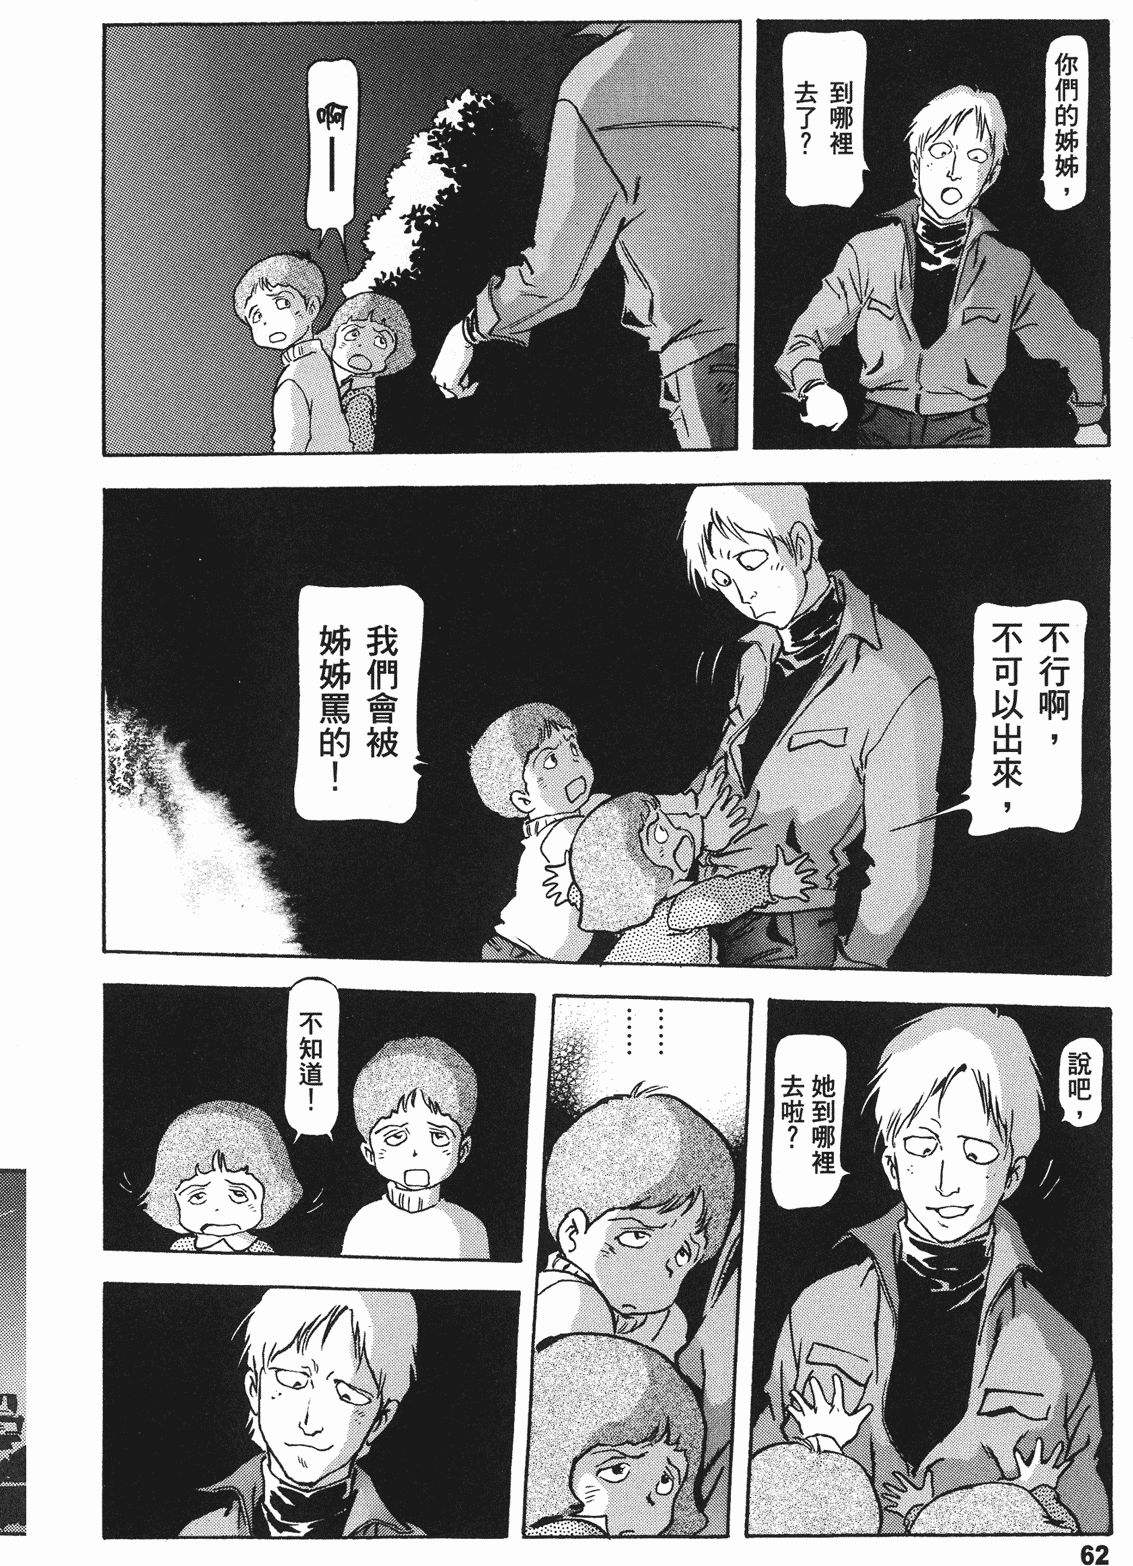 你們的姊姊，
到哪裡
去了？
啊—
不行啊，
不可以出來，
我們會被
姊姊罵的！
說吧，
她到哪裡
去啦？
……
……
不知道！
62